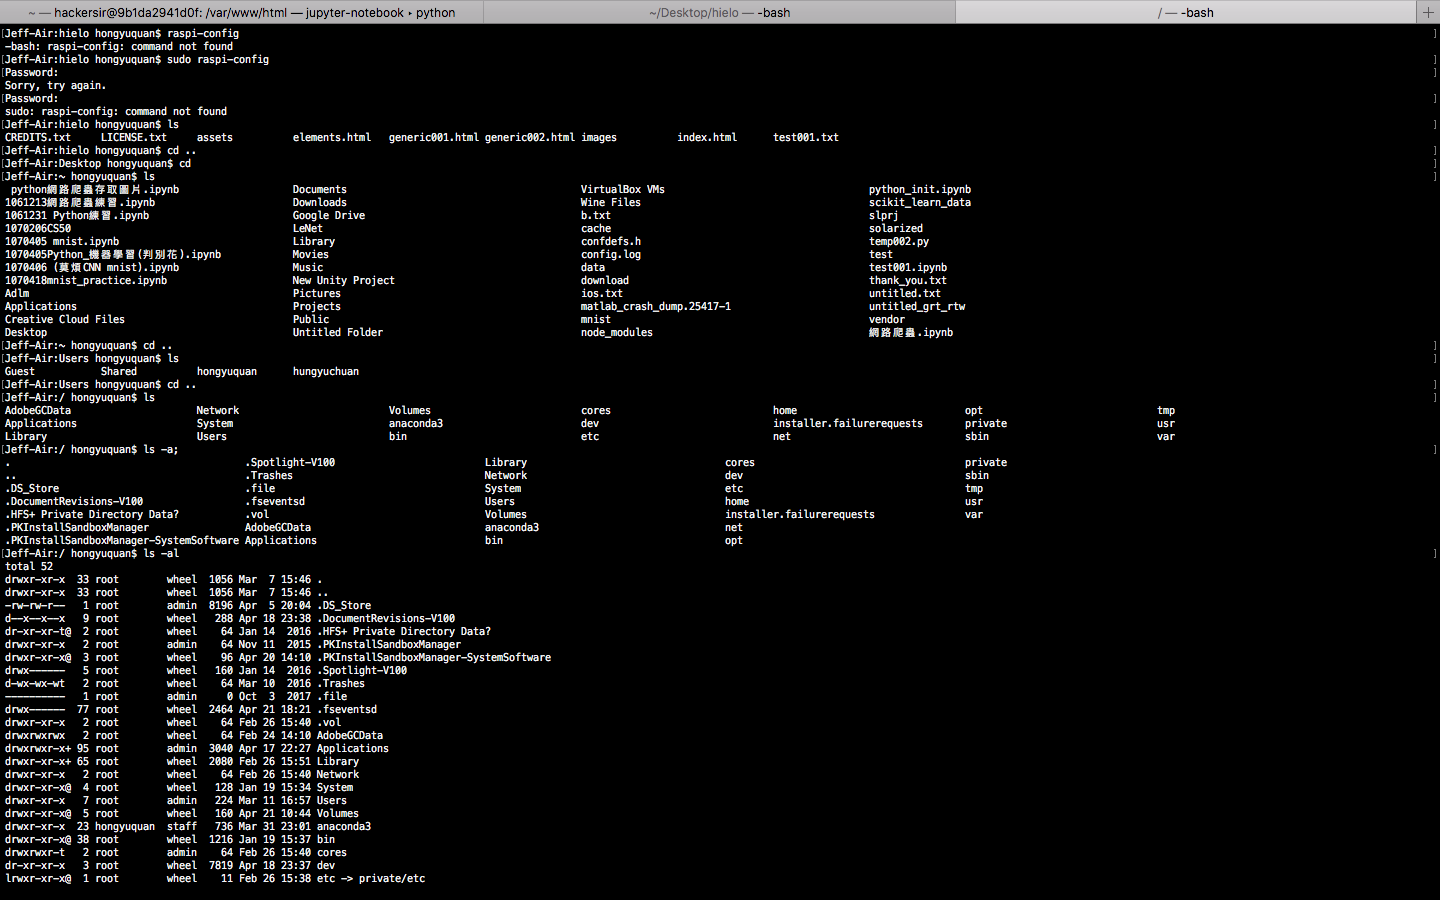 ~ — hackersir@9b1da2941d0f: /var/www/html — jupyter-notebook ▸ python ~/Desktop/hielo — -bash / — -bash
[Jeff-Air:hielo hongyuquan$ raspi-config ]
-bash: raspi-config: command not found
[Jeff-Air:hielo hongyuquan$ sudo raspi-config ]
[Password: ]
Sorry, try again.
[Password: ]
sudo: raspi-config: command not found
[Jeff-Air:hielo hongyuquan$ ls ]
CREDITS.txt LICENSE.txt assets elements.html generic001.html generic002.html images index.html test001.txt
[Jeff-Air:hielo hongyuquan$ cd .. ]
[Jeff-Air:Desktop hongyuquan$ cd ]
[Jeff-Air:~ hongyuquan$ ls ]
python網路爬蟲存取圖片.ipynb Documents VirtualBox VMs python_init.ipynb
1061213網路爬蟲練習.ipynb Downloads Wine Files scikit_learn_data
1061231 Python練習.ipynb Google Drive b.txt slprj
1070206CS50 LeNet cache solarized
1070405 mnist.ipynb Library confdefs.h temp002.py
1070405Python_機器學習(判別花).ipynb Movies config.log test
1070406 (莫煩CNN mnist).ipynb Music data test001.ipynb
1070418mnist_practice.ipynb New Unity Project download thank_you.txt
Adlm Pictures ios.txt untitled.txt
Applications Projects matlab_crash_dump.25417-1 untitled_grt_rtw
Creative Cloud Files Public mnist vendor
Desktop Untitled Folder node_modules 網路爬蟲.ipynb
[Jeff-Air:~ hongyuquan$ cd .. ]
[Jeff-Air:Users hongyuquan$ ls ]
Guest Shared hongyuquan hungyuchuan
[Jeff-Air:Users hongyuquan$ cd .. ]
[Jeff-Air:/ hongyuquan$ ls ]
AdobeGCData Network Volumes cores home opt tmp
Applications System anaconda3 dev installer.failurerequests private usr
Library Users bin etc net sbin var
[Jeff-Air:/ hongyuquan$ ls -a; ]
. .Spotlight-V100 Library cores private
.. .Trashes Network dev sbin
.DS_Store .file System etc tmp
.DocumentRevisions-V100 .fseventsd Users home usr
.HFS+ Private Directory Data? .vol Volumes installer.failurerequests var
.PKInstallSandboxManager AdobeGCData anaconda3 net
.PKInstallSandboxManager-SystemSoftware Applications bin opt
[Jeff-Air:/ hongyuquan$ ls -al ]
total 52
drwxr-xr-x 33 root wheel 1056 Mar 7 15:46 .
drwxr-xr-x 33 root wheel 1056 Mar 7 15:46 ..
-rw-rw-r-- 1 root admin 8196 Apr 5 20:04 .DS_Store
d--x--x--x 9 root wheel 288 Apr 18 23:38 .DocumentRevisions-V100
dr-xr-xr-t@ 2 root wheel 64 Jan 14 2016 .HFS+ Private Directory Data?
drwxr-xr-x 2 root admin 64 Nov 11 2015 .PKInstallSandboxManager
drwxr-xr-x@ 3 root wheel 96 Apr 20 14:10 .PKInstallSandboxManager-SystemSoftware
drwx------ 5 root wheel 160 Jan 14 2016 .Spotlight-V100
d-wx-wx-wt 2 root wheel 64 Mar 10 2016 .Trashes
---------- 1 root admin 0 Oct 3 2017 .file
drwx------ 77 root wheel 2464 Apr 21 18:21 .fseventsd
drwxr-xr-x 2 root wheel 64 Feb 26 15:40 .vol
drwxrwxrwx 2 root wheel 64 Feb 24 14:10 AdobeGCData
drwxrwxr-x+ 95 root admin 3040 Apr 17 22:27 Applications
drwxr-xr-x+ 65 root wheel 2080 Feb 26 15:51 Library
drwxr-xr-x 2 root wheel 64 Feb 26 15:40 Network
drwxr-xr-x@ 4 root wheel 128 Jan 19 15:34 System
drwxr-xr-x 7 root admin 224 Mar 11 16:57 Users
drwxr-xr-x@ 5 root wheel 160 Apr 21 10:44 Volumes
drwxr-xr-x 23 hongyuquan staff 736 Mar 31 23:01 anaconda3
drwxr-xr-x@ 38 root wheel 1216 Jan 19 15:37 bin
drwxrwxr-t 2 root admin 64 Feb 26 15:40 cores
dr-xr-xr-x 3 root wheel 7819 Apr 18 23:37 dev
lrwxr-xr-x@ 1 root wheel 11 Feb 26 15:38 etc -> private/etc